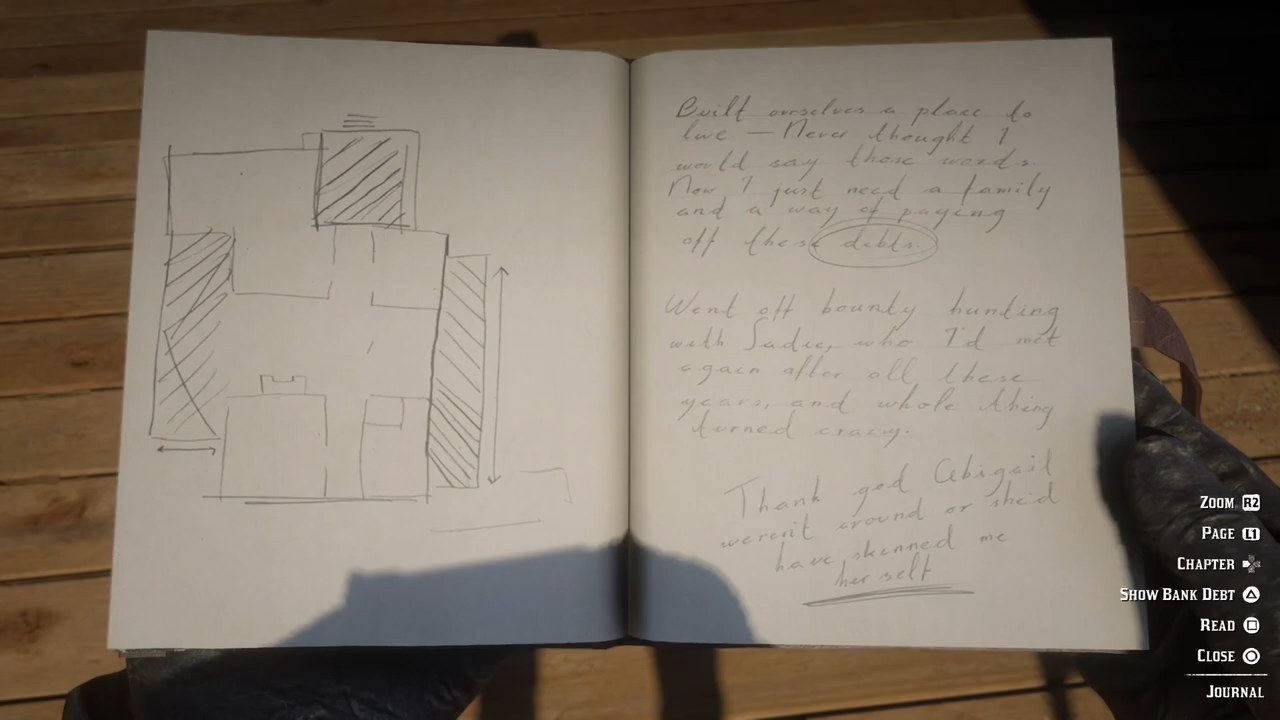 Built ourselves a place to
live — Never thought I
would say those words.
Now I just need a family
and a way of paying
off these debts.
Went off bounty hunting
with Sadie, who I'd met
again after all these
years, and whole thing
turned crazy.
Thank god Abigail
weren't around or she'd
have skinned me
her self
ZOOM R2
PAGE L1
CHAPTER
SHOW BANK DEBT
READ
CLOSE
JOURNAL